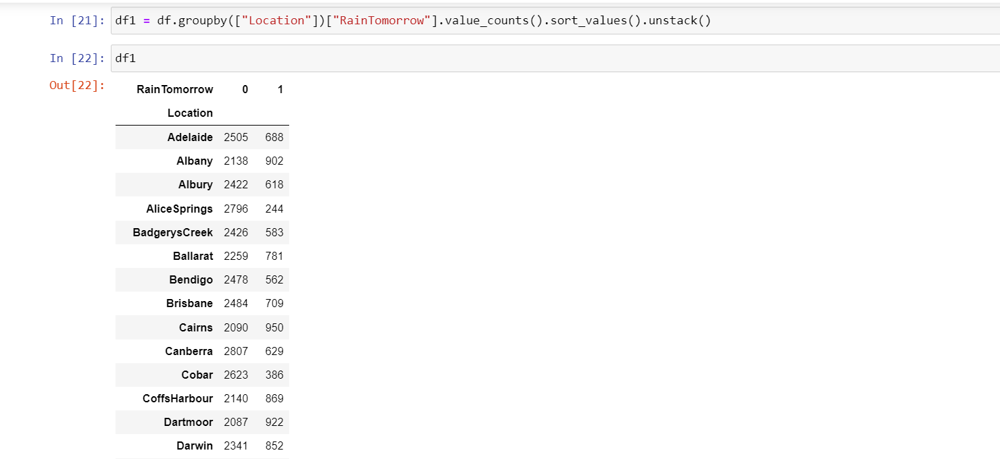 In [21]: df1 = df.groupby(["Location"])["RainTomorrow"].value_counts().sort_values().unstack()
In [22]: df1
Out[22]:
RainTomorrow 0 1
Location
Adelaide 2505 688
Albany 2138 902
Albury 2422 618
AliceSprings 2796 244
BadgerysCreek 2426 583
Ballarat 2259 781
Bendigo 2478 562
Brisbane 2484 709
Cairns 2090 950
Canberra 2807 629
Cobar 2623 386
CoffsHarbour 2140 869
Dartmoor 2087 922
Darwin 2341 852